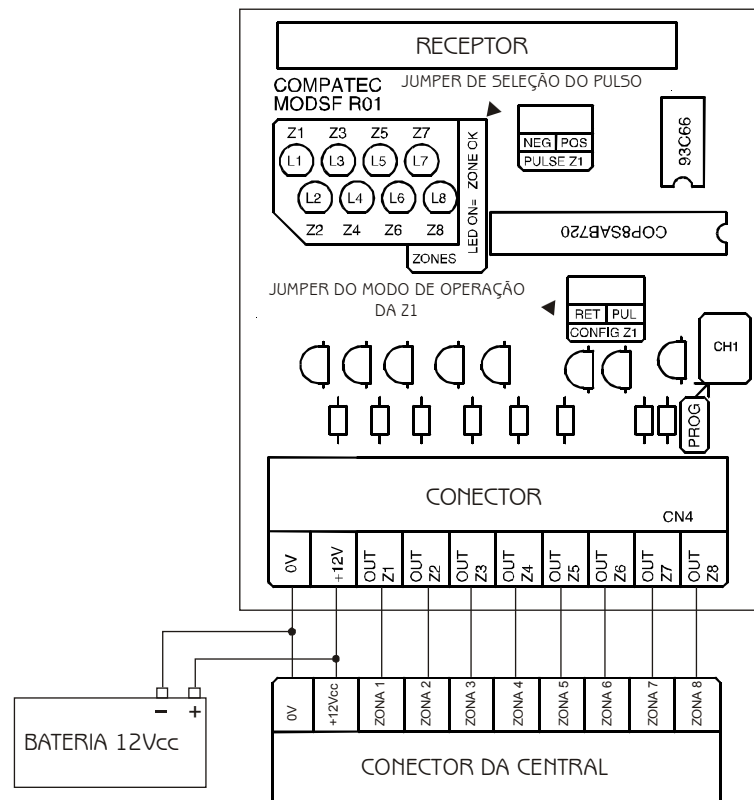 RECEPTOR
COMPATEC
MODSF R01
JUMPER DE SELEÇÃO DO PULSO
Z1 Z3 Z5 Z7
L1 L3 L5 L7
L2 L4 L6 L8
Z2 Z4 Z6 Z8
LED ON= ZONE OK
ZONES
NEG POS
PULSE Z1
93C66
COP8SAB720
JUMPER DO MODO DE OPERAÇÃO
DA Z1
RET PUL
CONFIG Z1
CH1
PROG
CONECTOR
CN4
0V
+12V
OUT Z1
OUT Z2
OUT Z3
OUT Z4
OUT Z5
OUT Z6
OUT Z7
OUT Z8
- +
BATERIA 12Vcc
0V
+12Vcc
ZONA 1
ZONA 2
ZONA 3
ZONA 4
ZONA 5
ZONA 6
ZONA 7
ZONA 8
CONECTOR DA CENTRAL